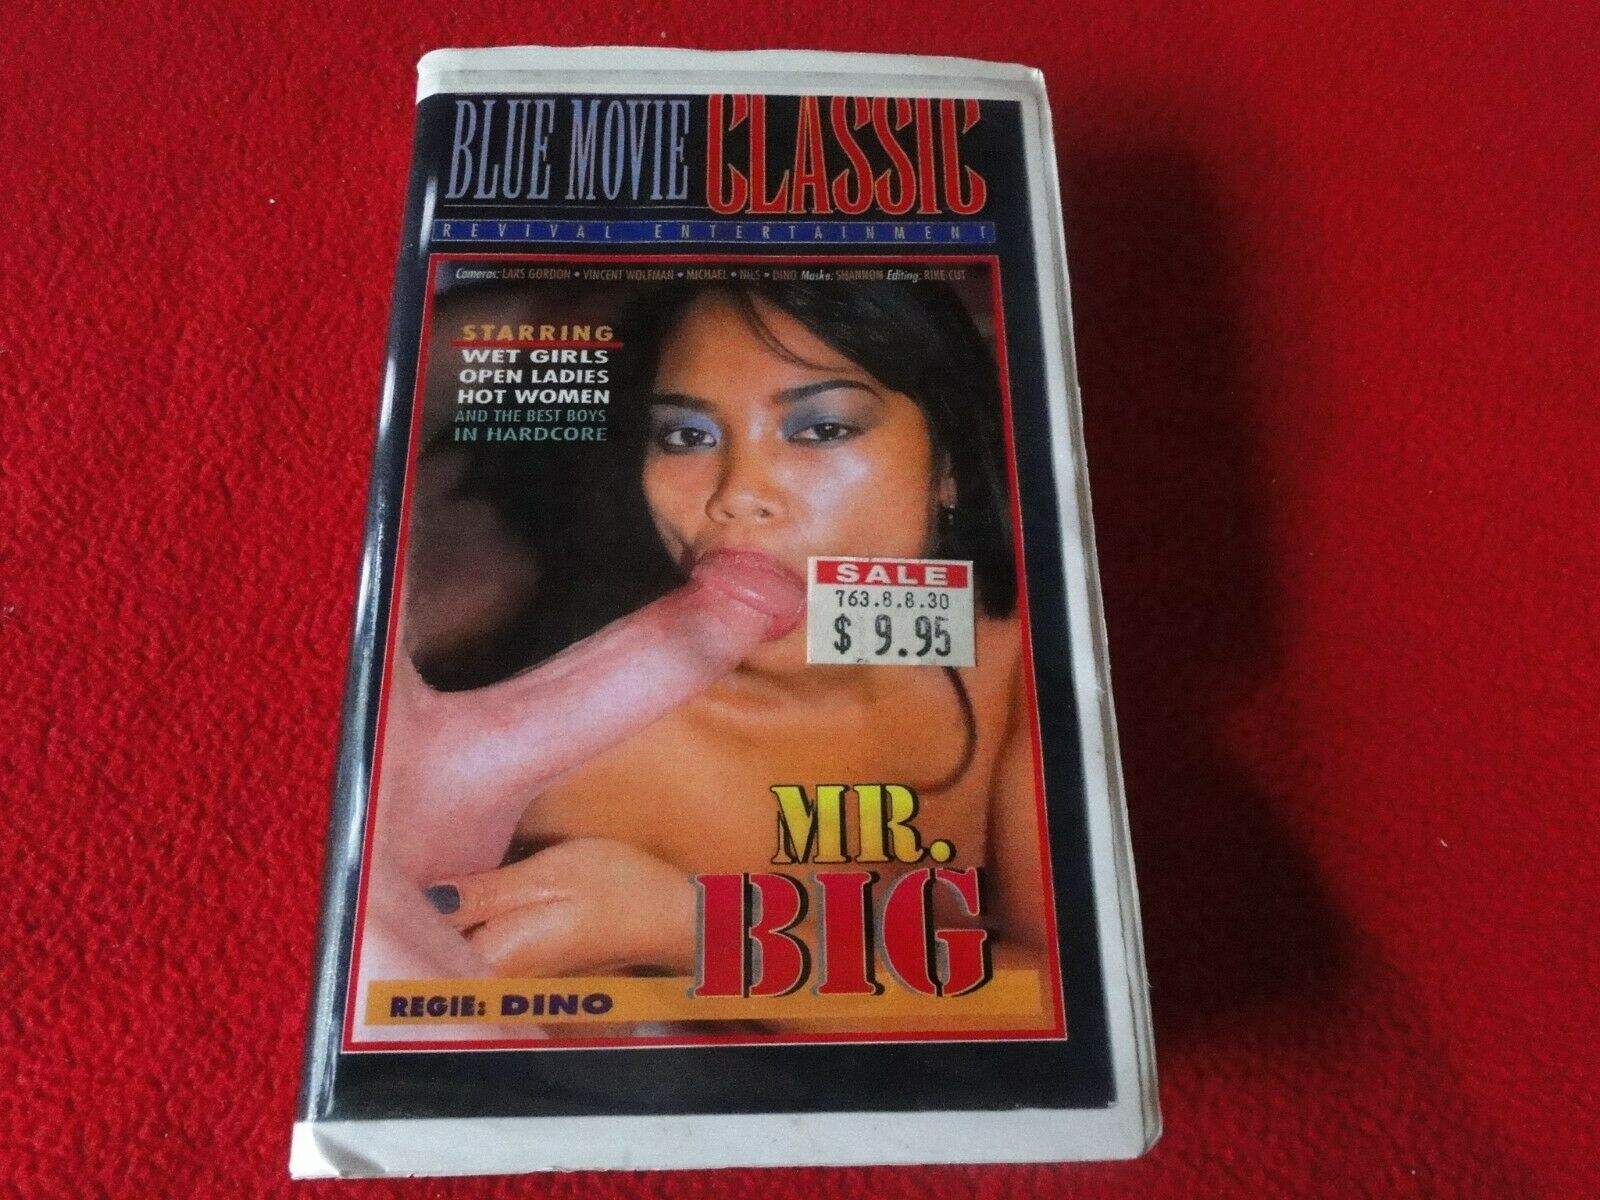 BLUE MOVIE CLASSIC
REVIVAL ENTERTAINMENT
Cameras: LARS GORDON • VINCENT WOLFMAN • MICHAEL • NILS • DINO Maske: SHANNON Editing: RIKE CUT
STARRING
WET GIRLS
OPEN LADIES
HOT WOMEN
AND THE BEST BOYS
IN HARDCORE
SALE
763.8.8.30
$ 9.95
MR.
BIG
REGIE: DINO